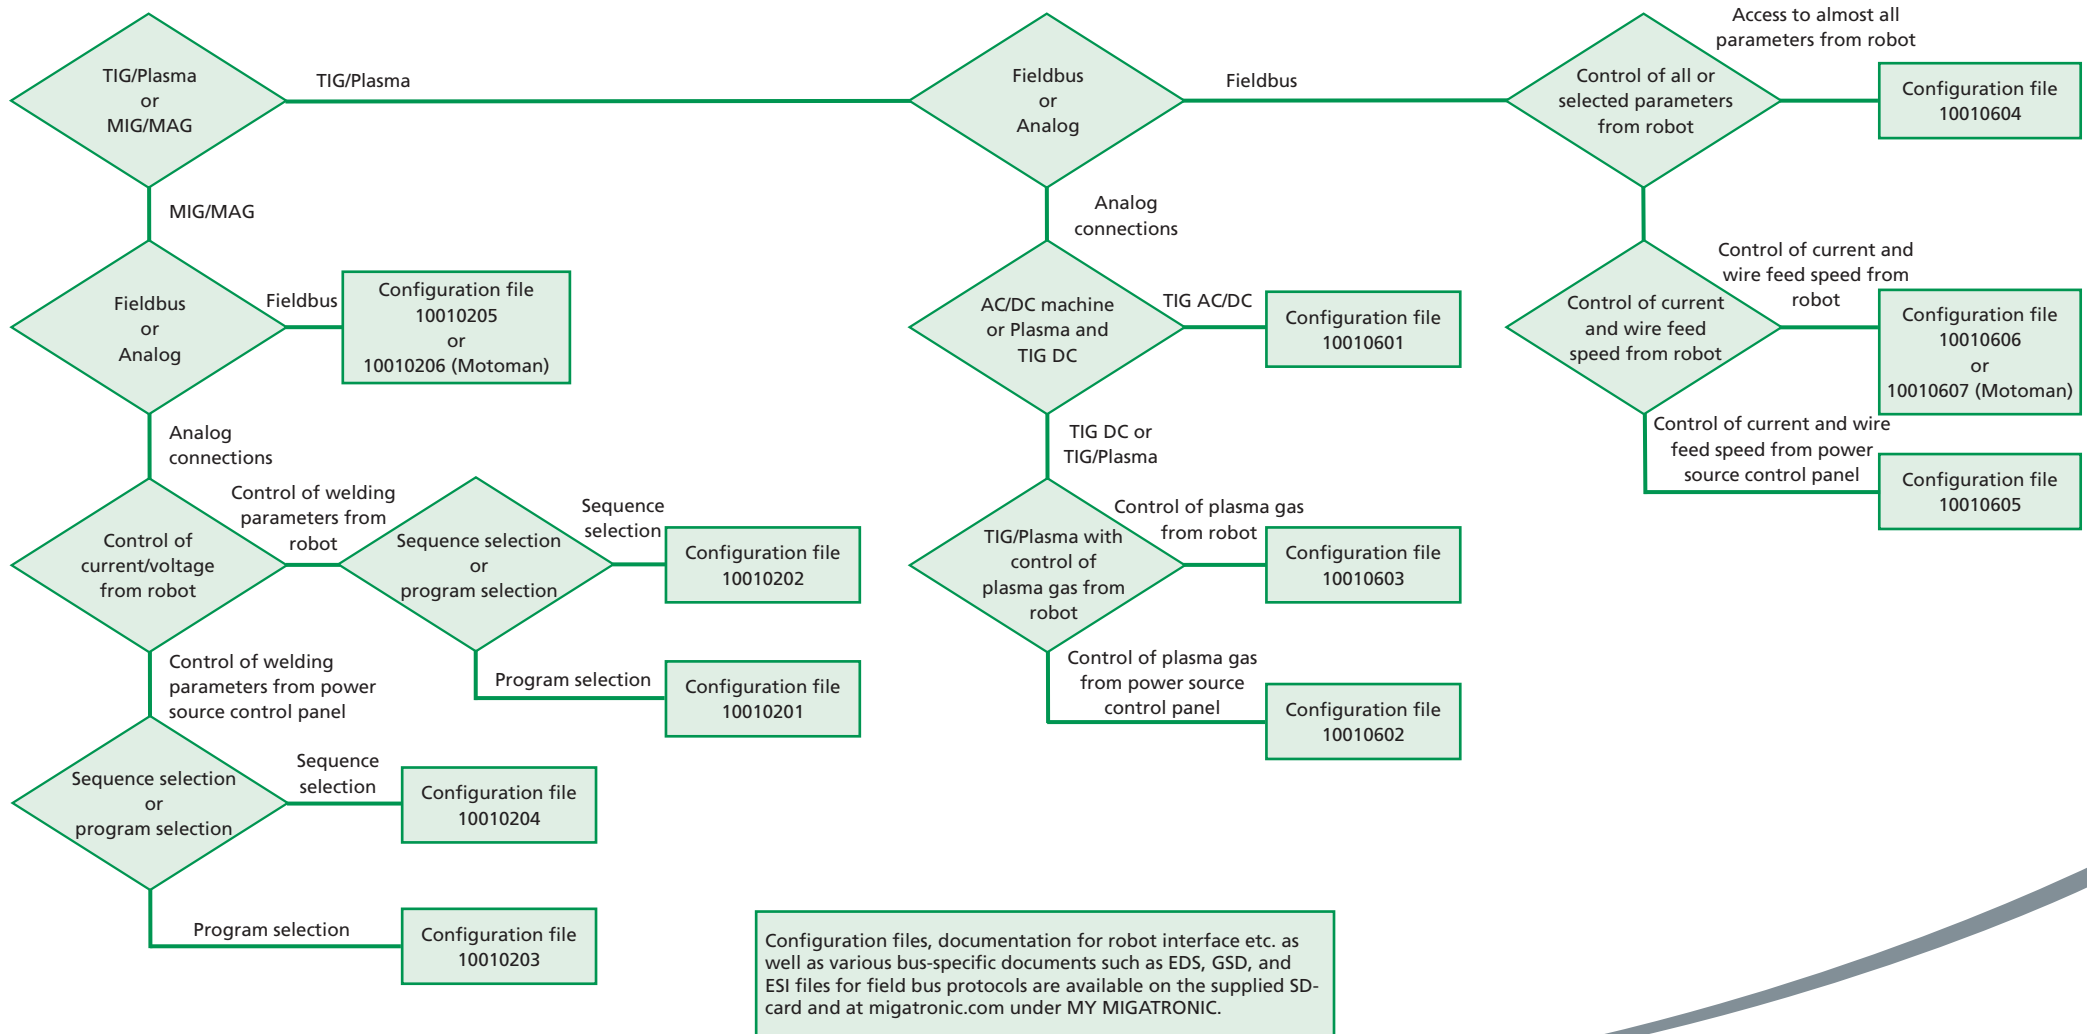 TIG/Plasma
or
MIG/MAG
TIG/Plasma
Fieldbus
or
Analog
Fieldbus
Control of all or
selected parameters
from robot
Access to almost all
parameters from robot
Configuration file
10010604
MIG/MAG
Fieldbus
or
Analog
Fieldbus
Configuration file
10010205
or
10010206 (Motoman)
Analog
connections
AC/DC machine
or Plasma and
TIG DC
TIG AC/DC
Configuration file
10010601
Control of current
and wire feed
speed from robot
Control of current and
wire feed speed from
robot
Configuration file
10010606
or
10010607 (Motoman)
Control of current and wire
feed speed from power
source control panel
Configuration file
10010605
Analog
connections
Control of
current/voltage
from robot
Control of welding
parameters from
robot
Sequence selection
or
program selection
Sequence
selection
Configuration file
10010202
Program selection
Configuration file
10010201
TIG DC or
TIG/Plasma
TIG/Plasma with
control of
plasma gas from
robot
Control of plasma gas
from robot
Configuration file
10010603
Control of plasma gas
from power source
control panel
Configuration file
10010602
Control of welding
parameters from power
source control panel
Sequence selection
or
program selection
Sequence
selection
Configuration file
10010204
Program selection
Configuration file
10010203
Configuration files, documentation for robot interface etc. as
well as various bus-specific documents such as EDS, GSD, and
ESI files for field bus protocols are available on the supplied SD-
card and at migatronic.com under MY MIGATRONIC.